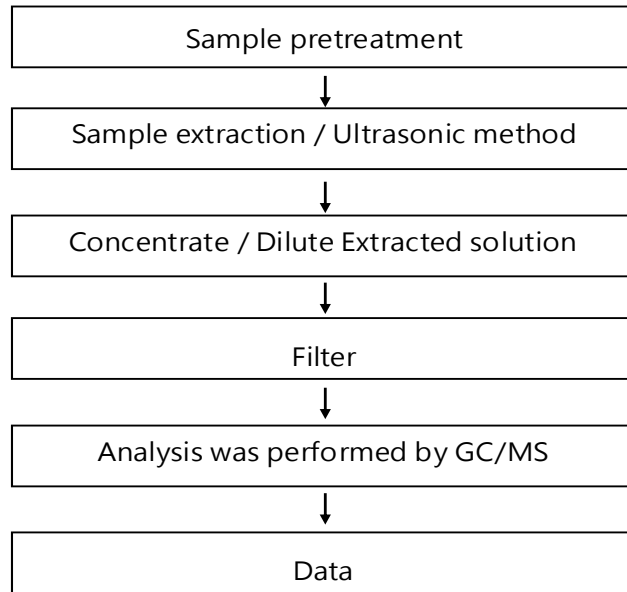 Sample pretreatment
Sample extraction / Ultrasonic method
Concentrate / Dilute Extracted solution
Filter
Analysis was performed by GC/MS
Data